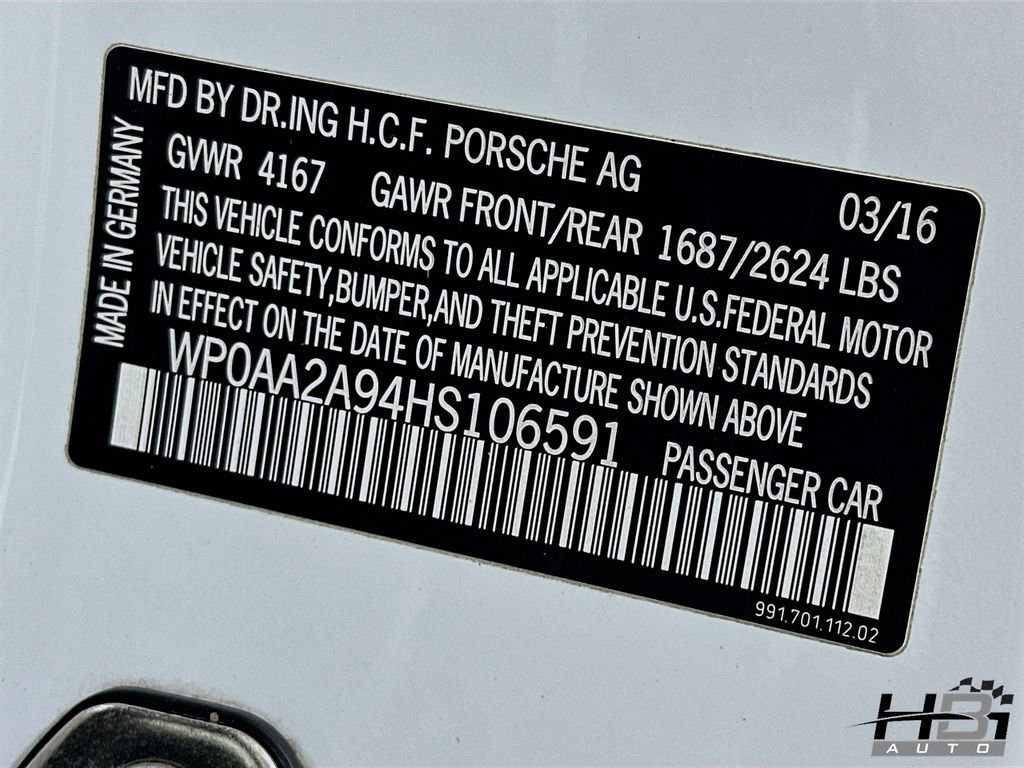 MFD BY DR.ING H.C.F. PORSCHE AG
03/16
GVWR 4167 GAWR FRONT/REAR 1687/2624 LBS
THIS VEHICLE CONFORMS TO ALL APPLICABLE U.S.FEDERAL MOTOR
VEHICLE SAFETY,BUMPER,AND THEFT PREVENTION STANDARDS
IN EFFECT ON THE DATE OF MANUFACTURE SHOWN ABOVE
WP0AA2A94HS106591
PASSENGER CAR
MADE IN GERMANY
991.701.112.02
HBI
AUTO